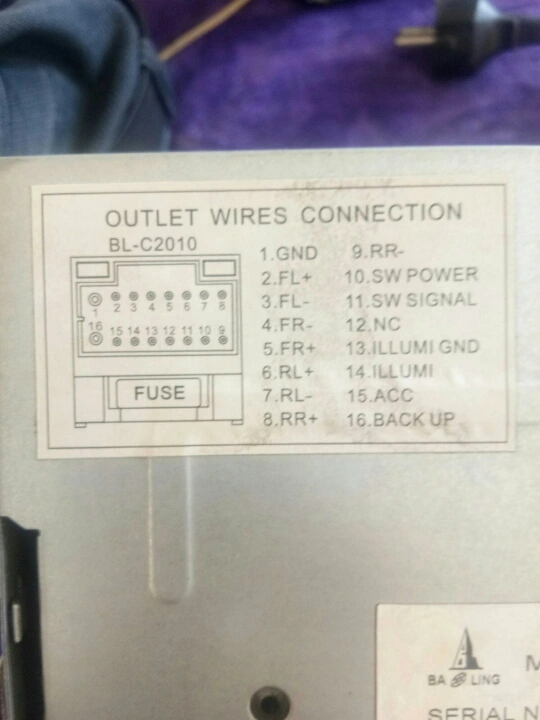 OUTLET WIRES CONNECTION
BL-C2010
1 2 3 4 5 6 7 8
16 15 14 13 12 11 10 9
FUSE
1.GND 9.RR-
2.FL+ 10.SW POWER
3.FL- 11.SW SIGNAL
4.FR- 12.NC
5.FR+ 13.ILLUMI GND
6.RL+ 14.ILLUMI
7.RL- 15.ACC
8.RR+ 16.BACK UP
BA LING
SERIAL N